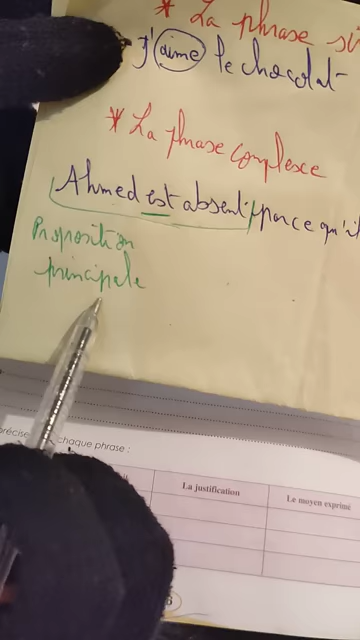 * La phrase si
J'aime le chocolat
* La phrase complexe
Ahmed est absent parce qu'il
Proposition
principale
chaque phrase :
La justification
Le moyen exprimé